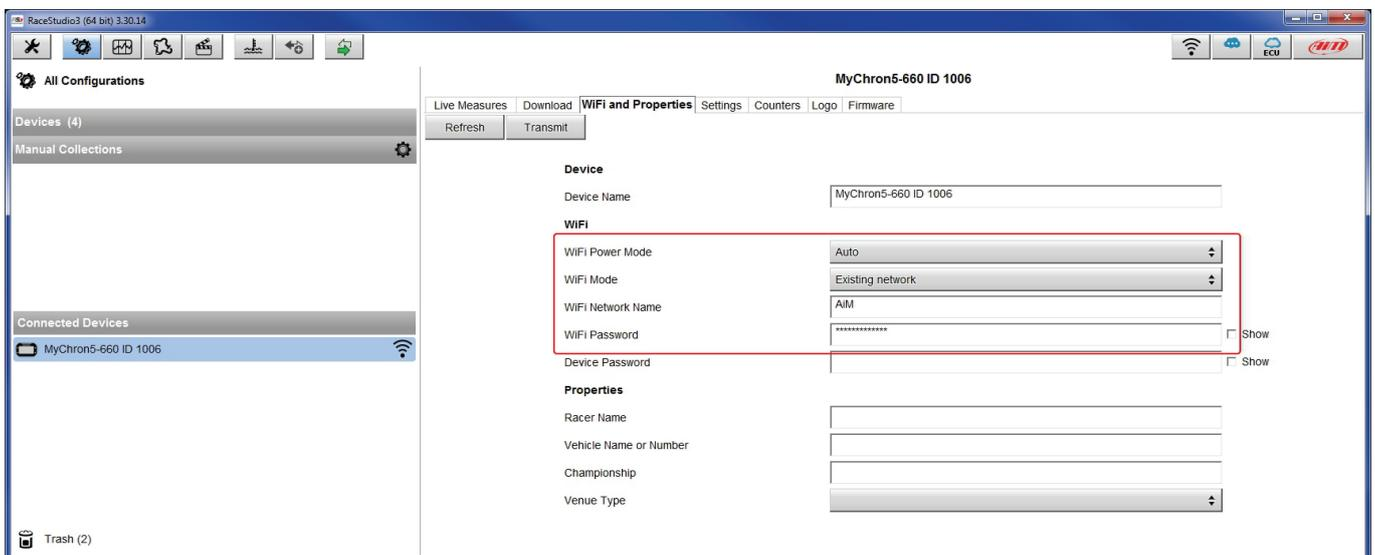 RaceStudio3 (64 bit) 3.30.14
ECU
AiM
All Configurations
MyChron5-660 ID 1006
Live Measures Download WiFi and Properties Settings Counters Logo Firmware
Devices (4)
Refresh Transmit
Manual Collections
Device
Device Name MyChron5-660 ID 1006
WiFi
WiFi Power Mode Auto
WiFi Mode Existing network
WiFi Network Name AiM
Connected Devices
WiFi Password ************* Show
MyChron5-660 ID 1006
Device Password Show
Properties
Racer Name
Vehicle Name or Number
Championship
Venue Type
Trash (2)